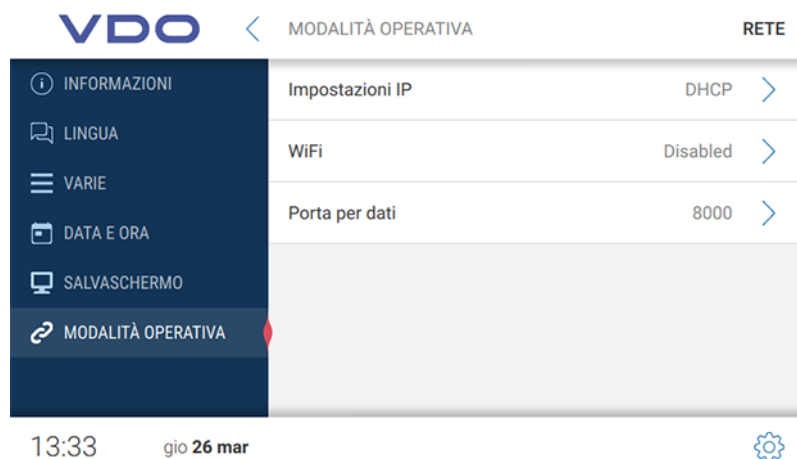 VDO
MODALITÀ OPERATIVA
RETE
INFORMAZIONI
LINGUA
VARIE
DATA E ORA
SALVASCHERMO
MODALITÀ OPERATIVA
Impostazioni IP DHCP
WiFi Disabled
Porta per dati 8000
13:33 gio 26 mar